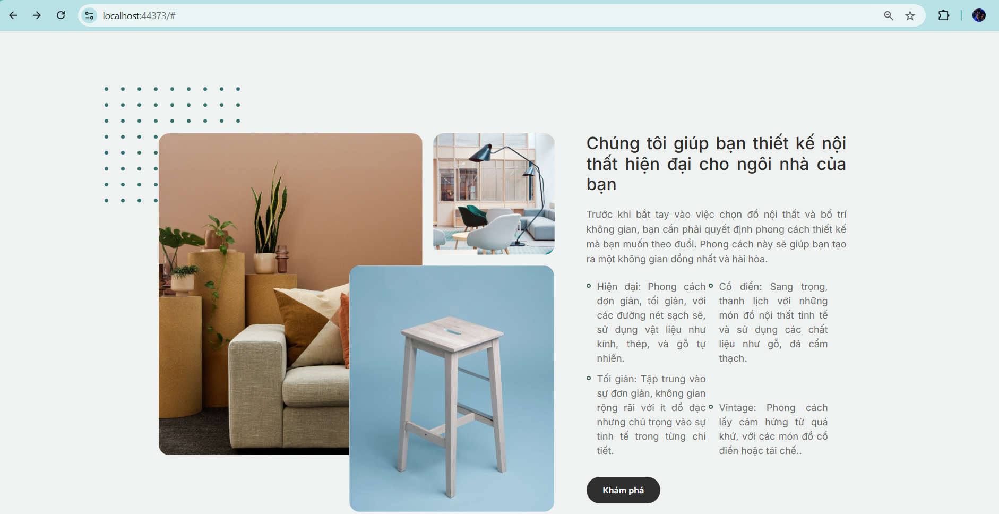 localhost:44373/#
Chúng tôi giúp bạn thiết kế nội
thất hiện đại cho ngôi nhà của
bạn
Trước khi bắt tay vào việc chọn đồ nội thất và bố trí
không gian, bạn cần phải quyết định phong cách thiết kế
mà bạn muốn theo đuổi. Phong cách này sẽ giúp bạn tạo
ra một không gian đồng nhất và hài hòa.
Hiện đại: Phong cách
đơn giản, tối giản, với
các đường nét sạch sẽ,
sử dụng vật liệu như
kính, thép, và gỗ tự
nhiên.
Cổ điển: Sang trọng,
thanh lịch với những
món đồ nội thất tinh tế
và sử dụng các chất
liệu như gỗ, đá cẩm
thạch.
Tối giản: Tập trung vào
sự đơn giản, không gian
rộng rãi với ít đồ đạc
nhưng chú trọng vào sự
tinh tế trong từng chi
tiết.
Vintage: Phong cách
lấy cảm hứng từ quá
khứ, với các món đồ cổ
điển hoặc tái chế..
Khám phá